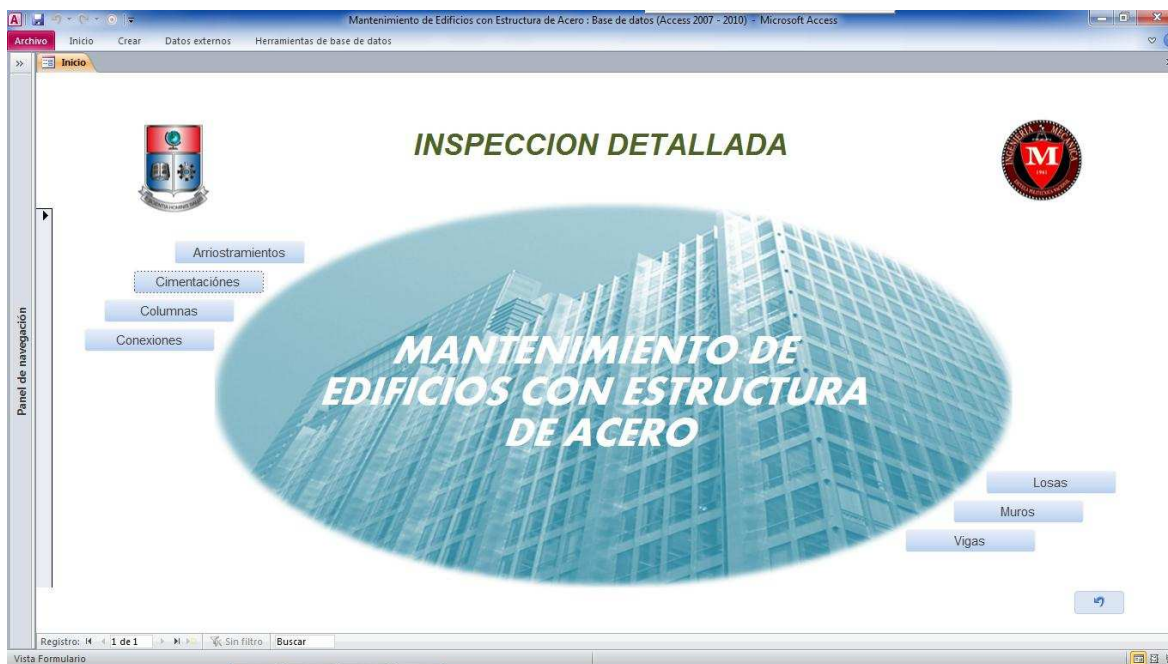 Mantenimiento de Edificios con Estructura de Acero : Base de datos (Access 2007 - 2010) - Microsoft Access
Archivo Inicio Crear Datos externos Herramientas de base de datos
Inicio
INSPECCION DETALLADA
INGENIERIA MECANICA
M
Arriostramientos
Cimentaciónes
Columnas
Conexiones
Panel de navegación
MANTENIMIENTO DE
EDIFICIOS CON ESTRUCTURA
DE ACERO
Losas
Muros
Vigas
Registro: 1 de 1 Sin filtro Buscar
Vista Formulario